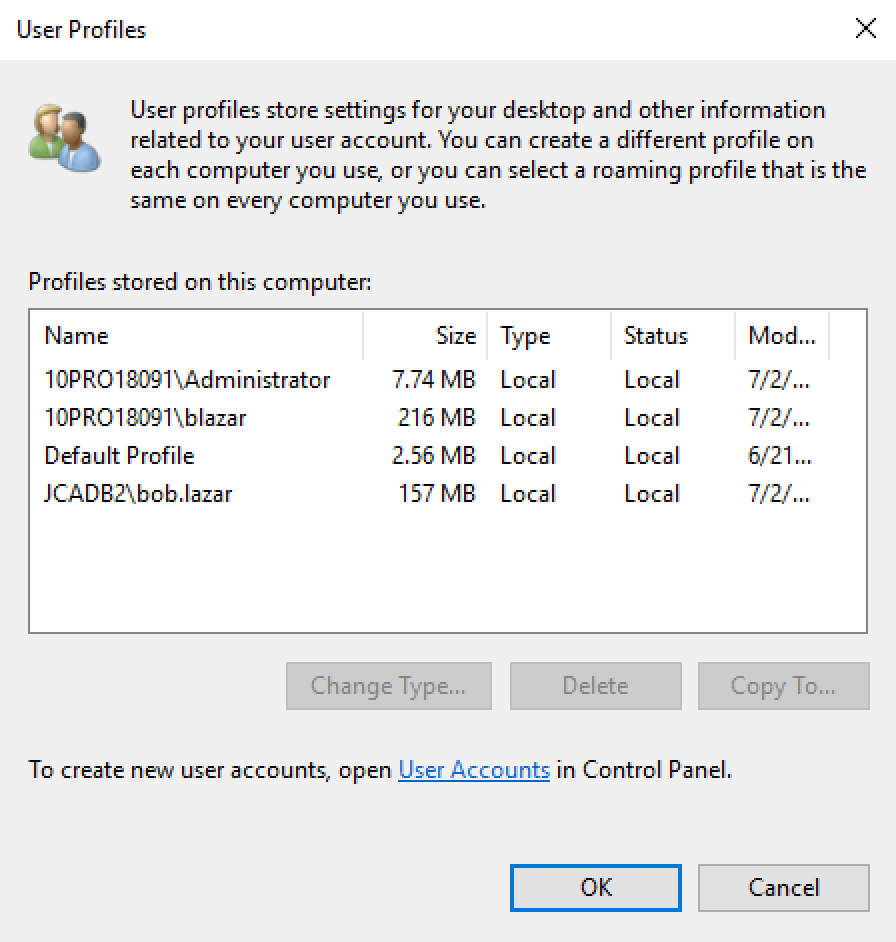 User Profiles
User profiles store settings for your desktop and other information
related to your user account. You can create a different profile on
each computer you use, or you can select a roaming profile that is the
same on every computer you use.
Profiles stored on this computer:
Name Size Type Status Mod...
10PRO18091\Administrator 7.74 MB Local Local 7/2/...
10PRO18091\blazar 216 MB Local Local 7/2/...
Default Profile 2.56 MB Local Local 6/21...
JCADB2\bob.lazar 157 MB Local Local 7/2/...
Change Type... Delete Copy To...
To create new user accounts, open User Accounts in Control Panel.
OK Cancel